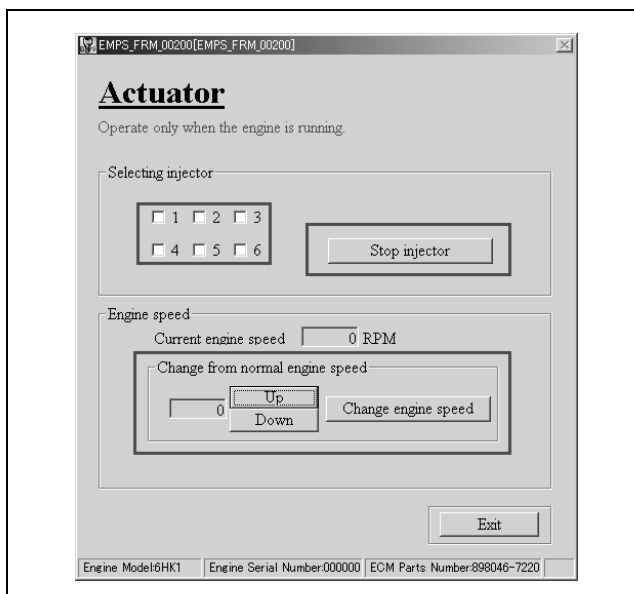 EMPS_FRM_00200[EMPS_FRM_00200]
Actuator
Operate only when the engine is running.
Selecting injector
1 2 3
4 5 6
Stop injector
Engine speed
Current engine speed 0 RPM
Change from normal engine speed
0 Up
Down
Change engine speed
Exit
Engine Model:6HK1 Engine Serial Number:000000 ECM Parts Number:898046-7220